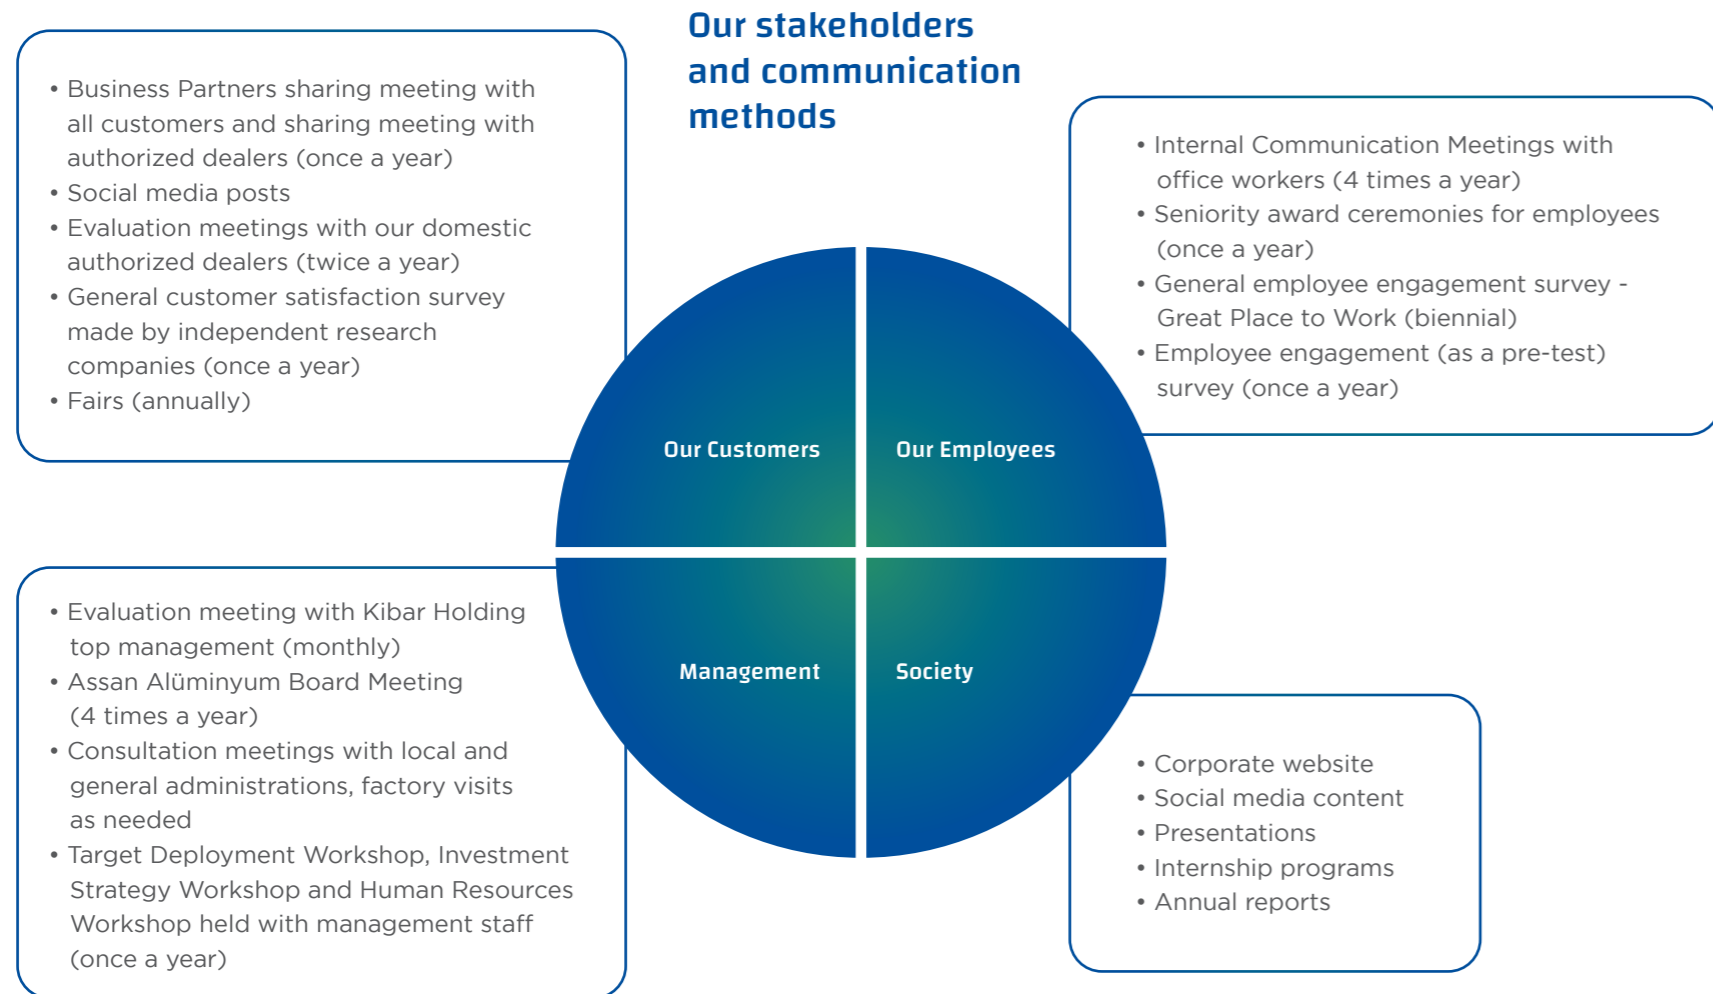 Our stakeholders
and communication
methods
• Business Partners sharing meeting with
all customers and sharing meeting with
authorized dealers (once a year)
• Social media posts
• Evaluation meetings with our domestic
authorized dealers (twice a year)
• General customer satisfaction survey
made by independent research
companies (once a year)
• Fairs (annually)
• Internal Communication Meetings with
office workers (4 times a year)
• Seniority award ceremonies for employees
(once a year)
• General employee engagement survey -
Great Place to Work (biennial)
• Employee engagement (as a pre-test)
survey (once a year)
Our Customers
Our Employees
Management
Society
• Evaluation meeting with Kibar Holding
top management (monthly)
• Assan Alüminyum Board Meeting
(4 times a year)
• Consultation meetings with local and
general administrations, factory visits
as needed
• Target Deployment Workshop, Investment
Strategy Workshop and Human Resources
Workshop held with management staff
(once a year)
• Corporate website
• Social media content
• Presentations
• Internship programs
• Annual reports